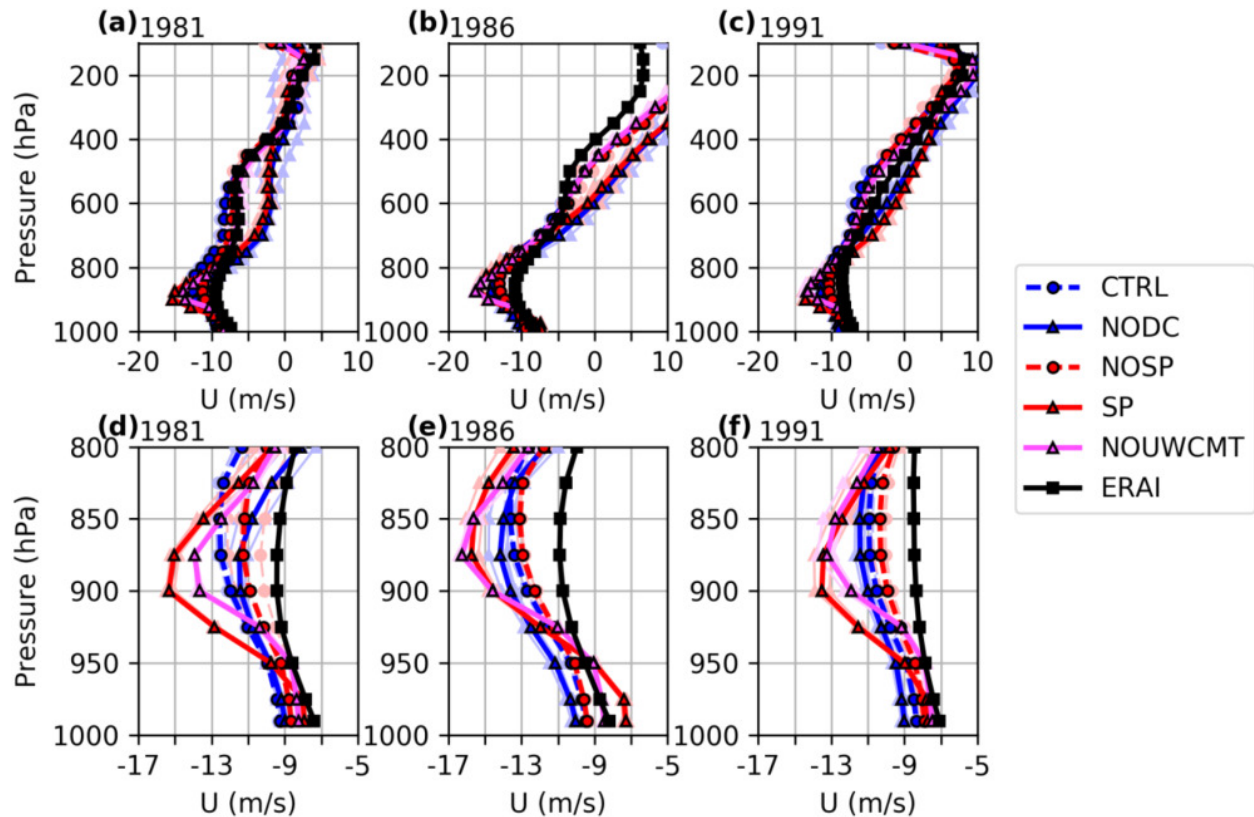 (a) 1981
(b) 1986
(c) 1991
Pressure (hPa)
200
400
600
800
1000
-20 -10 0 10
-20 -10 0 10
-20 -10 0 10
U (m/s)
U (m/s)
U (m/s)
200
400
600
800
1000
200
400
600
800
1000
(d) 1981
(e) 1986
(f) 1991
Pressure (hPa)
800
850
900
950
1000
800
850
900
950
1000
800
850
900
950
1000
-17 -13 -9 -5
-17 -13 -9 -5
-17 -13 -9 -5
U (m/s)
U (m/s)
U (m/s)
CTRL
NODC
NOSP
SP
NOUWCMT
ERAI